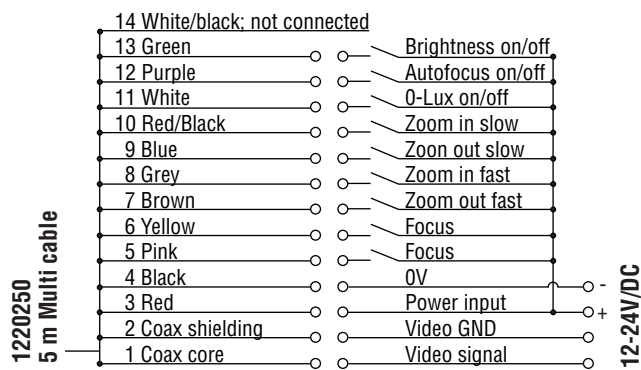 14 White/black; not connected
13 Green Brightness on/off
12 Purple Autofocus on/off
11 White 0-Lux on/off
10 Red/Black Zoom in slow
9 Blue Zoon out slow
8 Grey Zoom in fast
7 Brown Zoom out fast
6 Yellow Focus
5 Pink Focus
4 Black 0V -
3 Red Power input +
2 Coax shielding Video GND
1 Coax core Video signal
1220250
5 m Multi cable
12-24V/DC